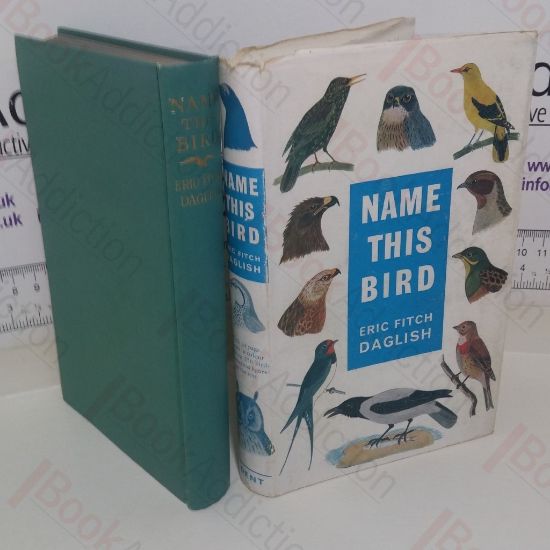 NAME
THIS
BIRD
ERIC FITCH
DAGLISH
NAME
THIS
BIRD
ERIC FITCH
DAGLISH
DENT
NAME
THIS
BIRD
ERIC FITCH
DAGLISH
BookAddiction